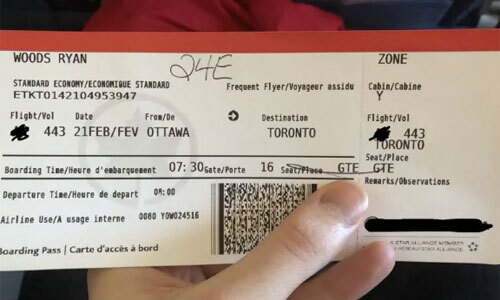 WOODS RYAN ZONE
24E
STANDARD ECONOMY/ECONOMIQUE STANDARD Frequent Flyer/Voyageur assidu Cabin/Cabine
ETKT0142104953947 Y
Flight/Vol Date From/De Destination Flight/Vol
443 21FEB/FEV OTTAWA TORONTO 443
TORONTO
Seat/Place
Boarding Time/Heure d'embarquement 07:30 Gate/Porte 16 Seat/Place GTE GTE
Remarks/Observations
Departure Time/Heure de depart 08:00
Airline Use/A usage interne 0080 YOW024516
Boarding Pass | Carte d'accès à bord
A STAR ALLIANCE MEMBER
RÉSEAU STAR ALLIANCE